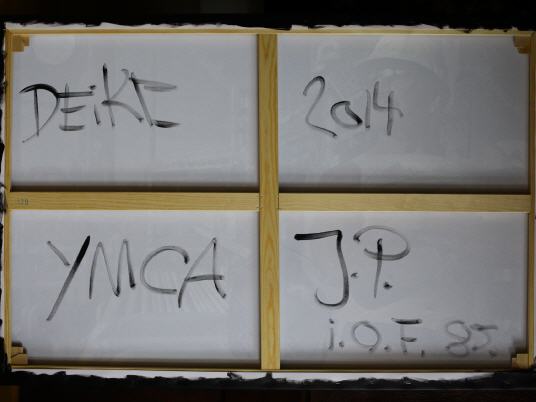 DEiKE
2014
YMCA
J.P.
i.O.F. 85.